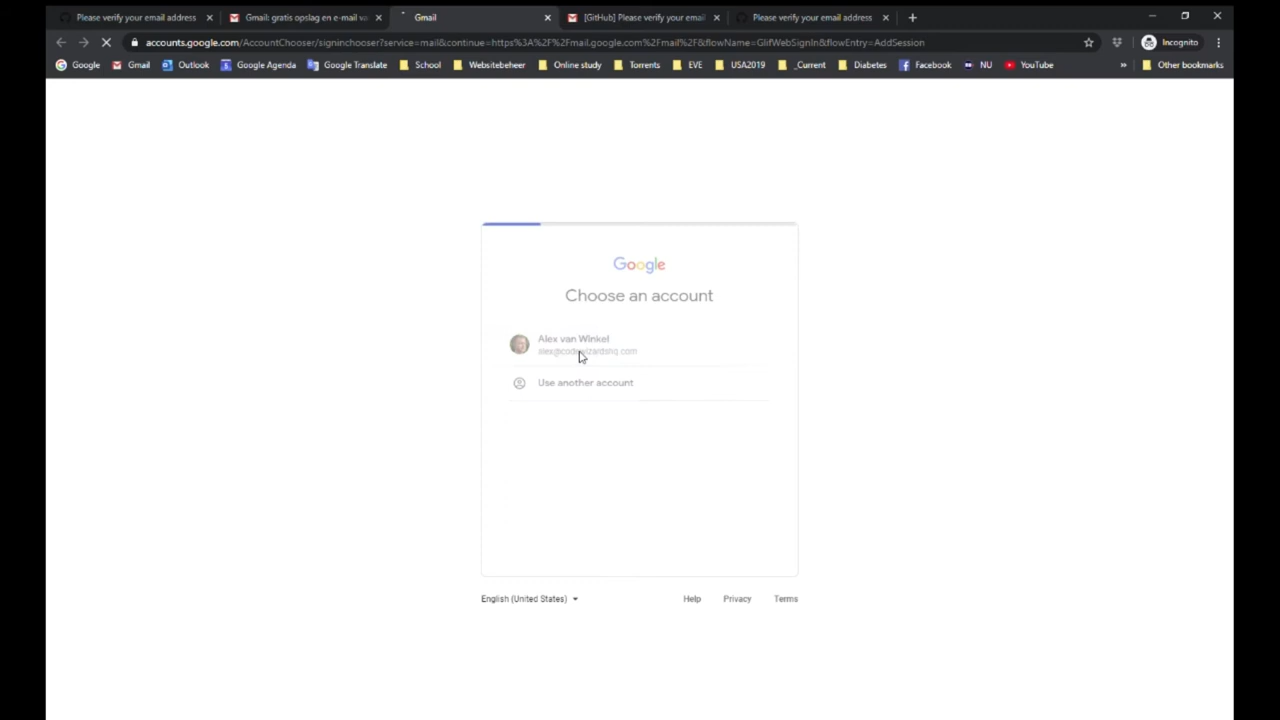 Please verify your email address
Gmail: gratis opslag en e-mail va
Gmail
[GitHub] Please verify your email
Please verify your email address
accounts.google.com/AccountChooser/signinchooser?service=mail&continue=https%3A%2F%2Fmail.google.com%2Fmail%2F&flowName=GlifWebSignIn&flowEntry=AddSession
Incognito
Google
Gmail
Outlook
Google Agenda
Google Translate
School
Websitebeheer
Online study
Torrents
EVE
USA2019
_Current
Diabetes
Facebook
NU
YouTube
»
Other bookmarks
Google
Choose an account
Alex van Winkel
alex@codewizardshq.com
Use another account
English (United States)
Help
Privacy
Terms